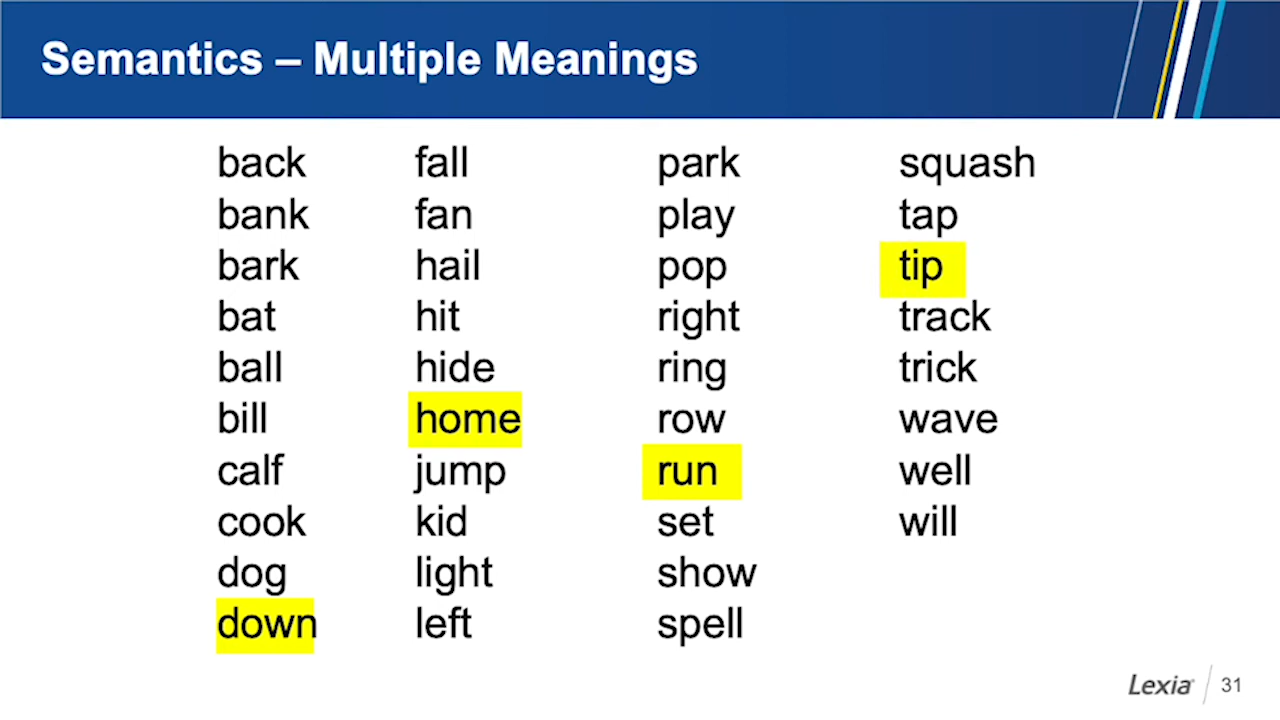 Semantics – Multiple Meanings
back
bank
bark
bat
ball
bill
calf
cook
dog
down
fall
fan
hail
hit
hide
home
jump
kid
light
left
park
play
pop
right
ring
row
run
set
show
spell
squash
tap
tip
track
trick
wave
well
will
Lexia 31